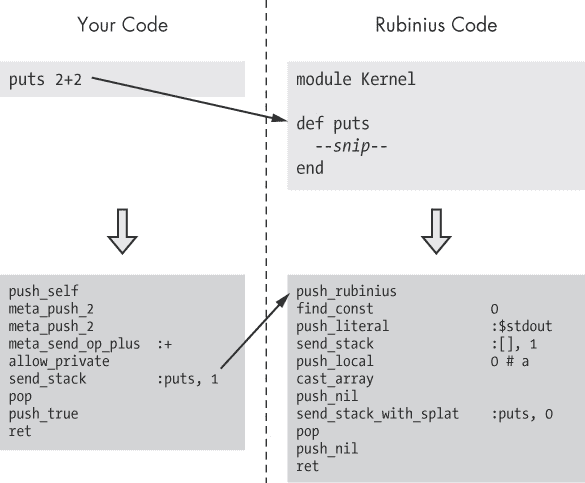 Your Code
puts 2+2
push_self
meta_push_2
meta_push_2
meta_send_op_plus :+
allow_private
send_stack :puts, 1
pop
push_true
ret
Rubinius Code
module Kernel
def puts
--snip--
end
push_rubinius
find_const 0
push_literal :$stdout
send_stack :[], 1
push_local 0 # a
cast_array
push_nil
send_stack_with_splat :puts, 0
pop
push_nil
ret